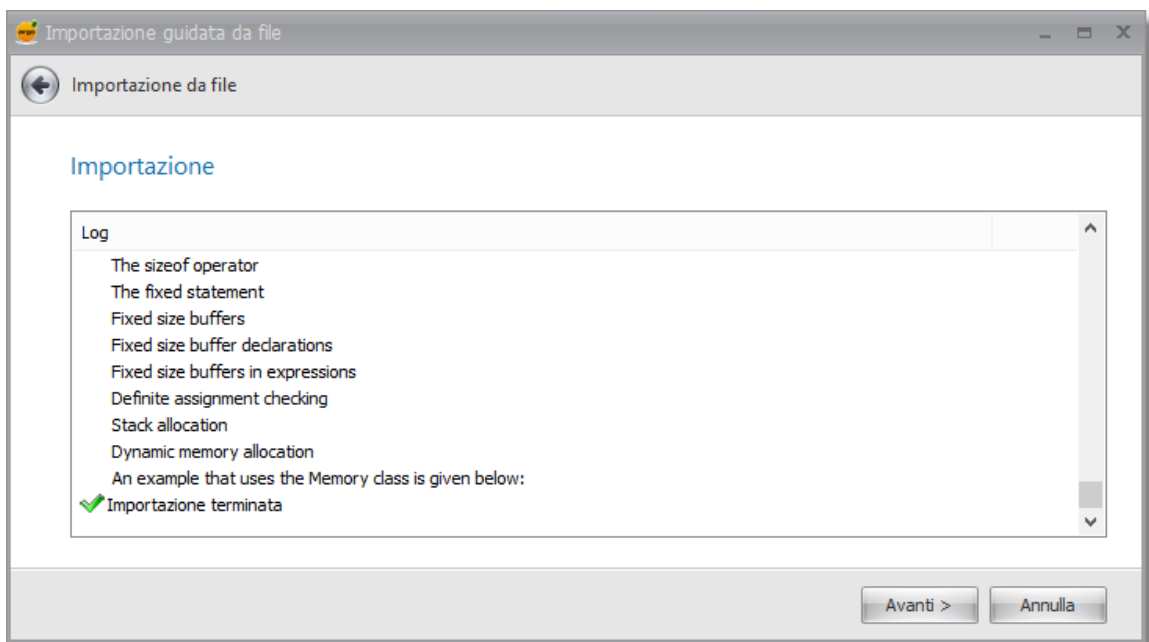 Importazione guidata da file
Importazione da file
Importazione
Log
The sizeof operator
The fixed statement
Fixed size buffers
Fixed size buffer declarations
Fixed size buffers in expressions
Definite assignment checking
Stack allocation
Dynamic memory allocation
An example that uses the Memory class is given below:
Importazione terminata
Avanti >
Annulla